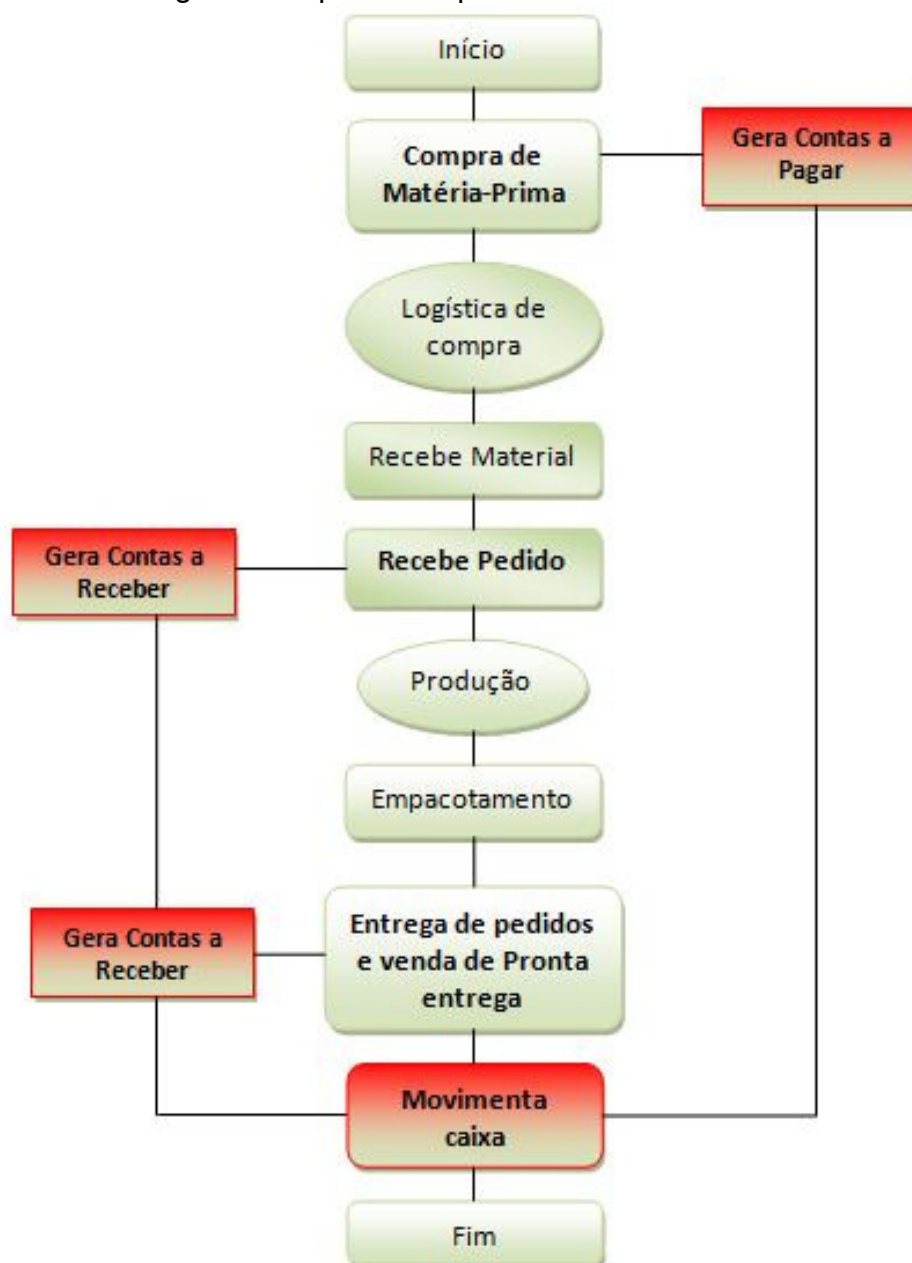 Início
Compra de
Matéria-Prima
Gera Contas a
Pagar
Logística de
compra
Recebe Material
Gera Contas a
Receber
Recebe Pedido
Produção
Empacotamento
Gera Contas a
Receber
Entrega de pedidos
e venda de Pronta
entrega
Movimenta
caixa
Fim